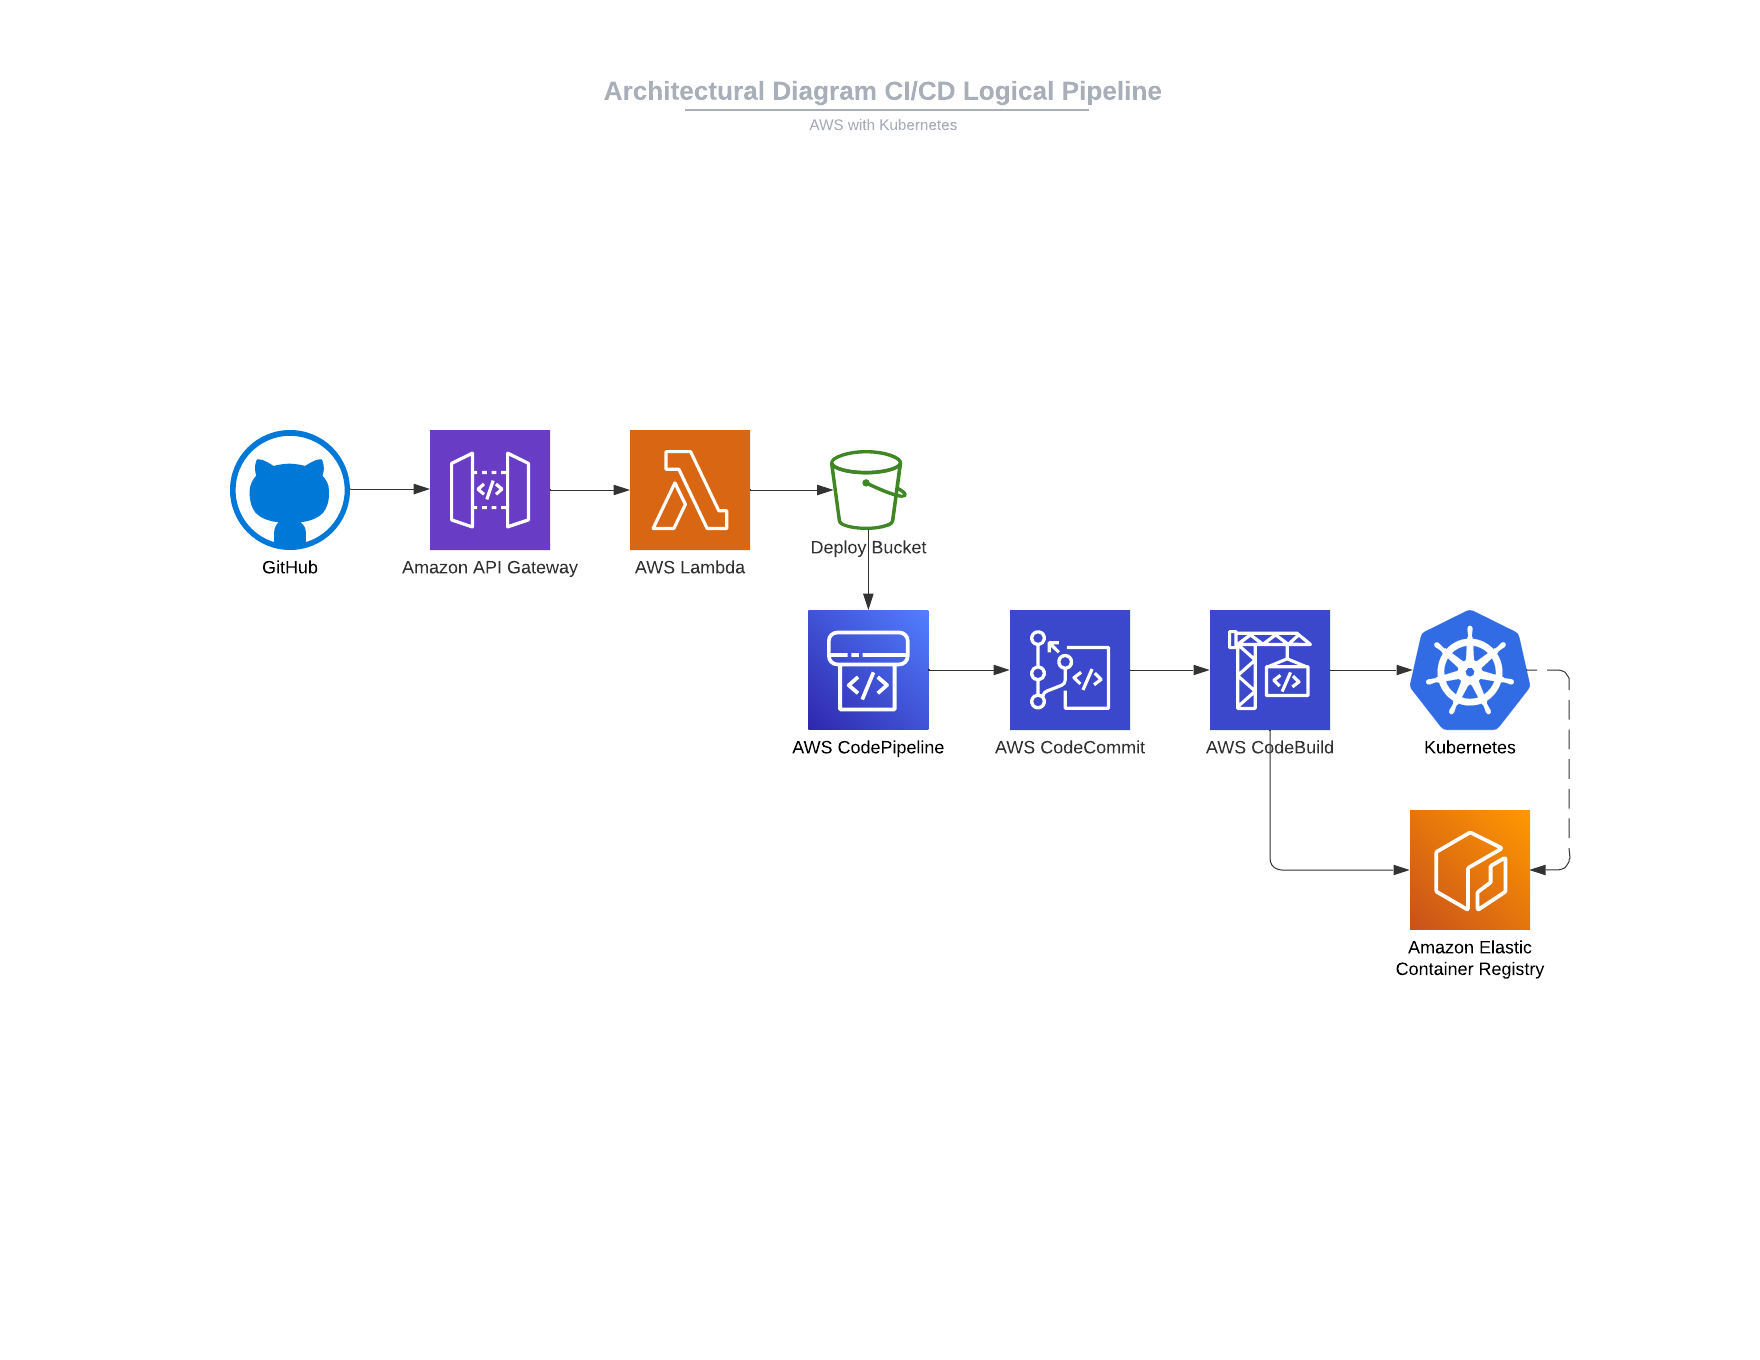 Architectural Diagram CI/CD Logical Pipeline
AWS with Kubernetes
GitHub
Amazon API Gateway
AWS Lambda
Deploy Bucket
AWS CodePipeline
AWS CodeCommit
AWS CodeBuild
Kubernetes
Amazon Elastic
Container Registry